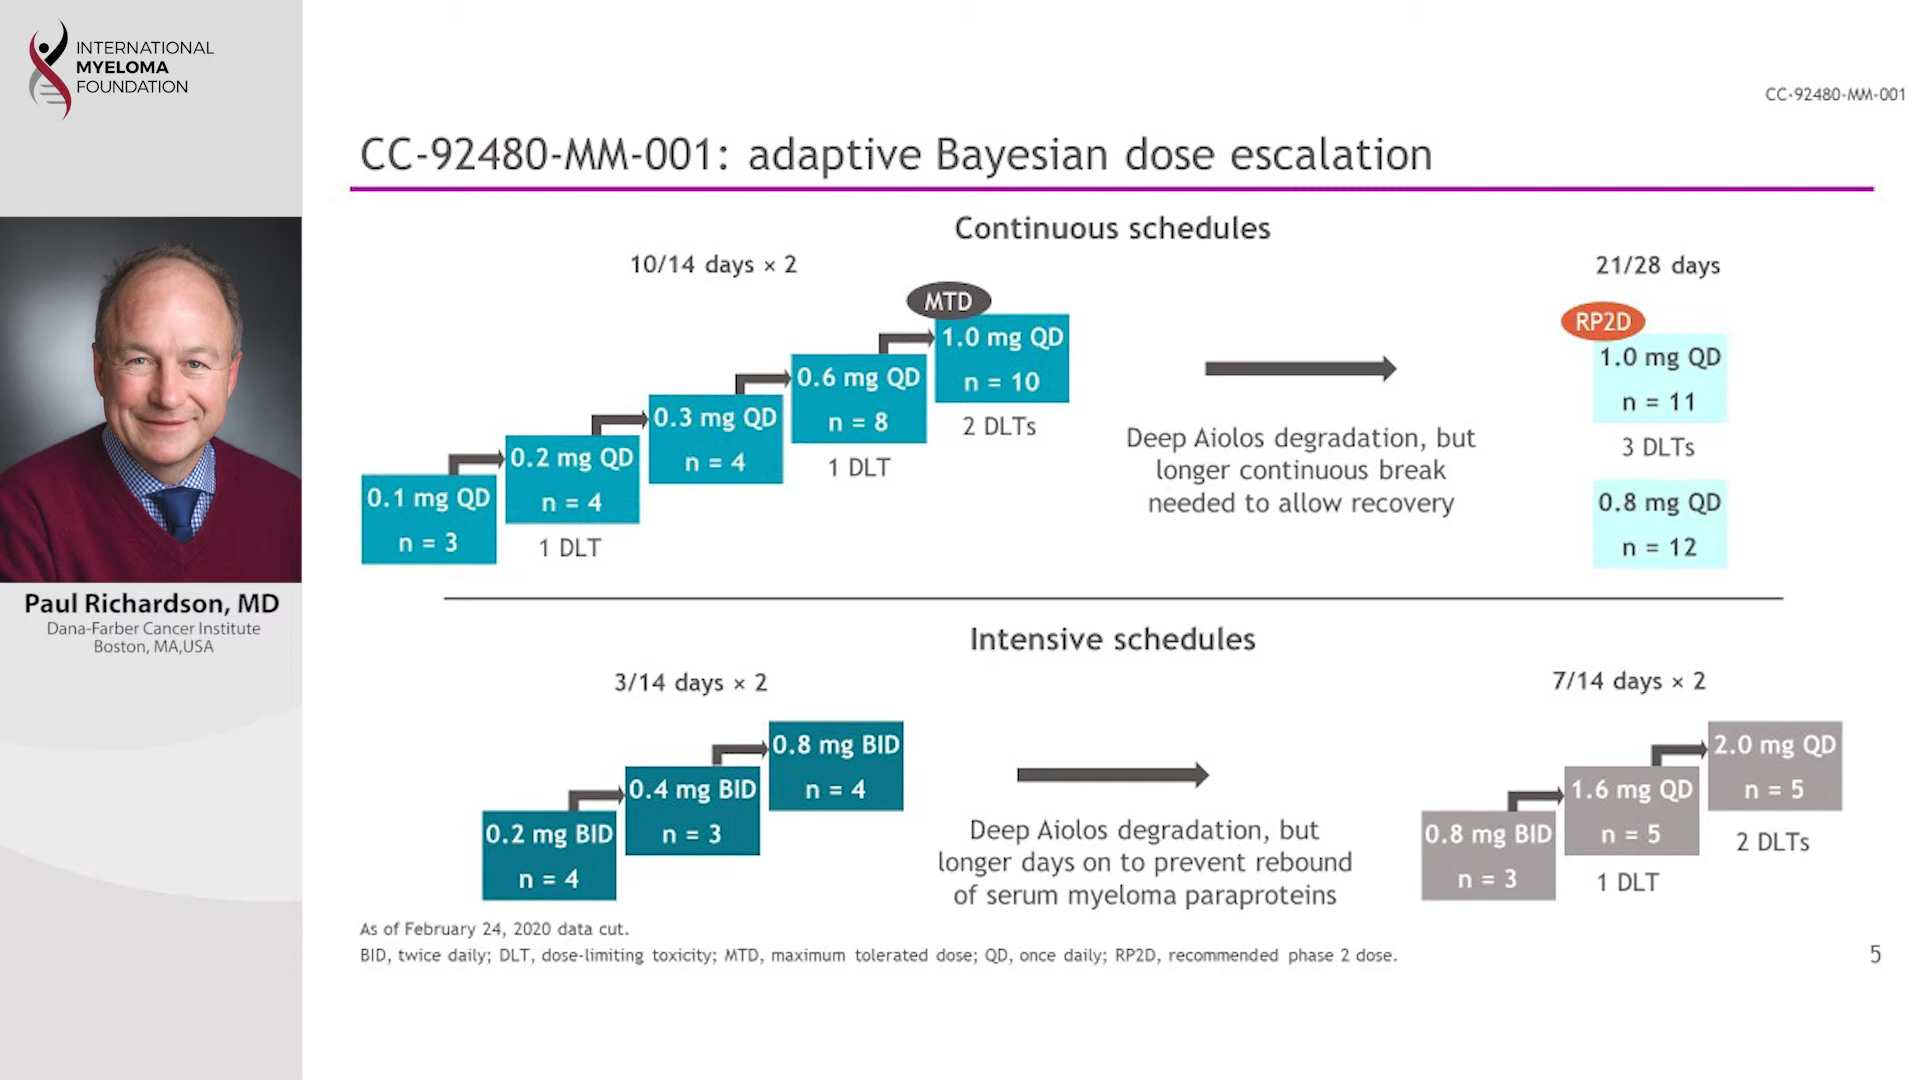 INTERNATIONAL
MYELOMA
FOUNDATION
CC-92480-MM-001
CC-92480-MM-001: adaptive Bayesian dose escalation
Continuous schedules
10/14 days × 2
21/28 days
MTD
RP2D
1.0 mg QD
n = 10
2 DLTs
0.6 mg QD
n = 8
1 DLT
0.3 mg QD
n = 4
0.2 mg QD
n = 4
1 DLT
0.1 mg QD
n = 3
Deep Aiolos degradation, but
longer continuous break
needed to allow recovery
1.0 mg QD
n = 11
3 DLTs
0.8 mg QD
n = 12
Paul Richardson, MD
Dana-Farber Cancer Institute
Boston, MA,USA
Intensive schedules
3/14 days × 2
7/14 days × 2
0.8 mg BID
n = 4
0.4 mg BID
n = 3
0.2 mg BID
n = 4
Deep Aiolos degradation, but
longer days on to prevent rebound
of serum myeloma paraproteins
2.0 mg QD
n = 5
2 DLTs
1.6 mg QD
n = 5
1 DLT
0.8 mg BID
n = 3
As of February 24, 2020 data cut.
BID, twice daily; DLT, dose-limiting toxicity; MTD, maximum tolerated dose; QD, once daily; RP2D, recommended phase 2 dose.
5